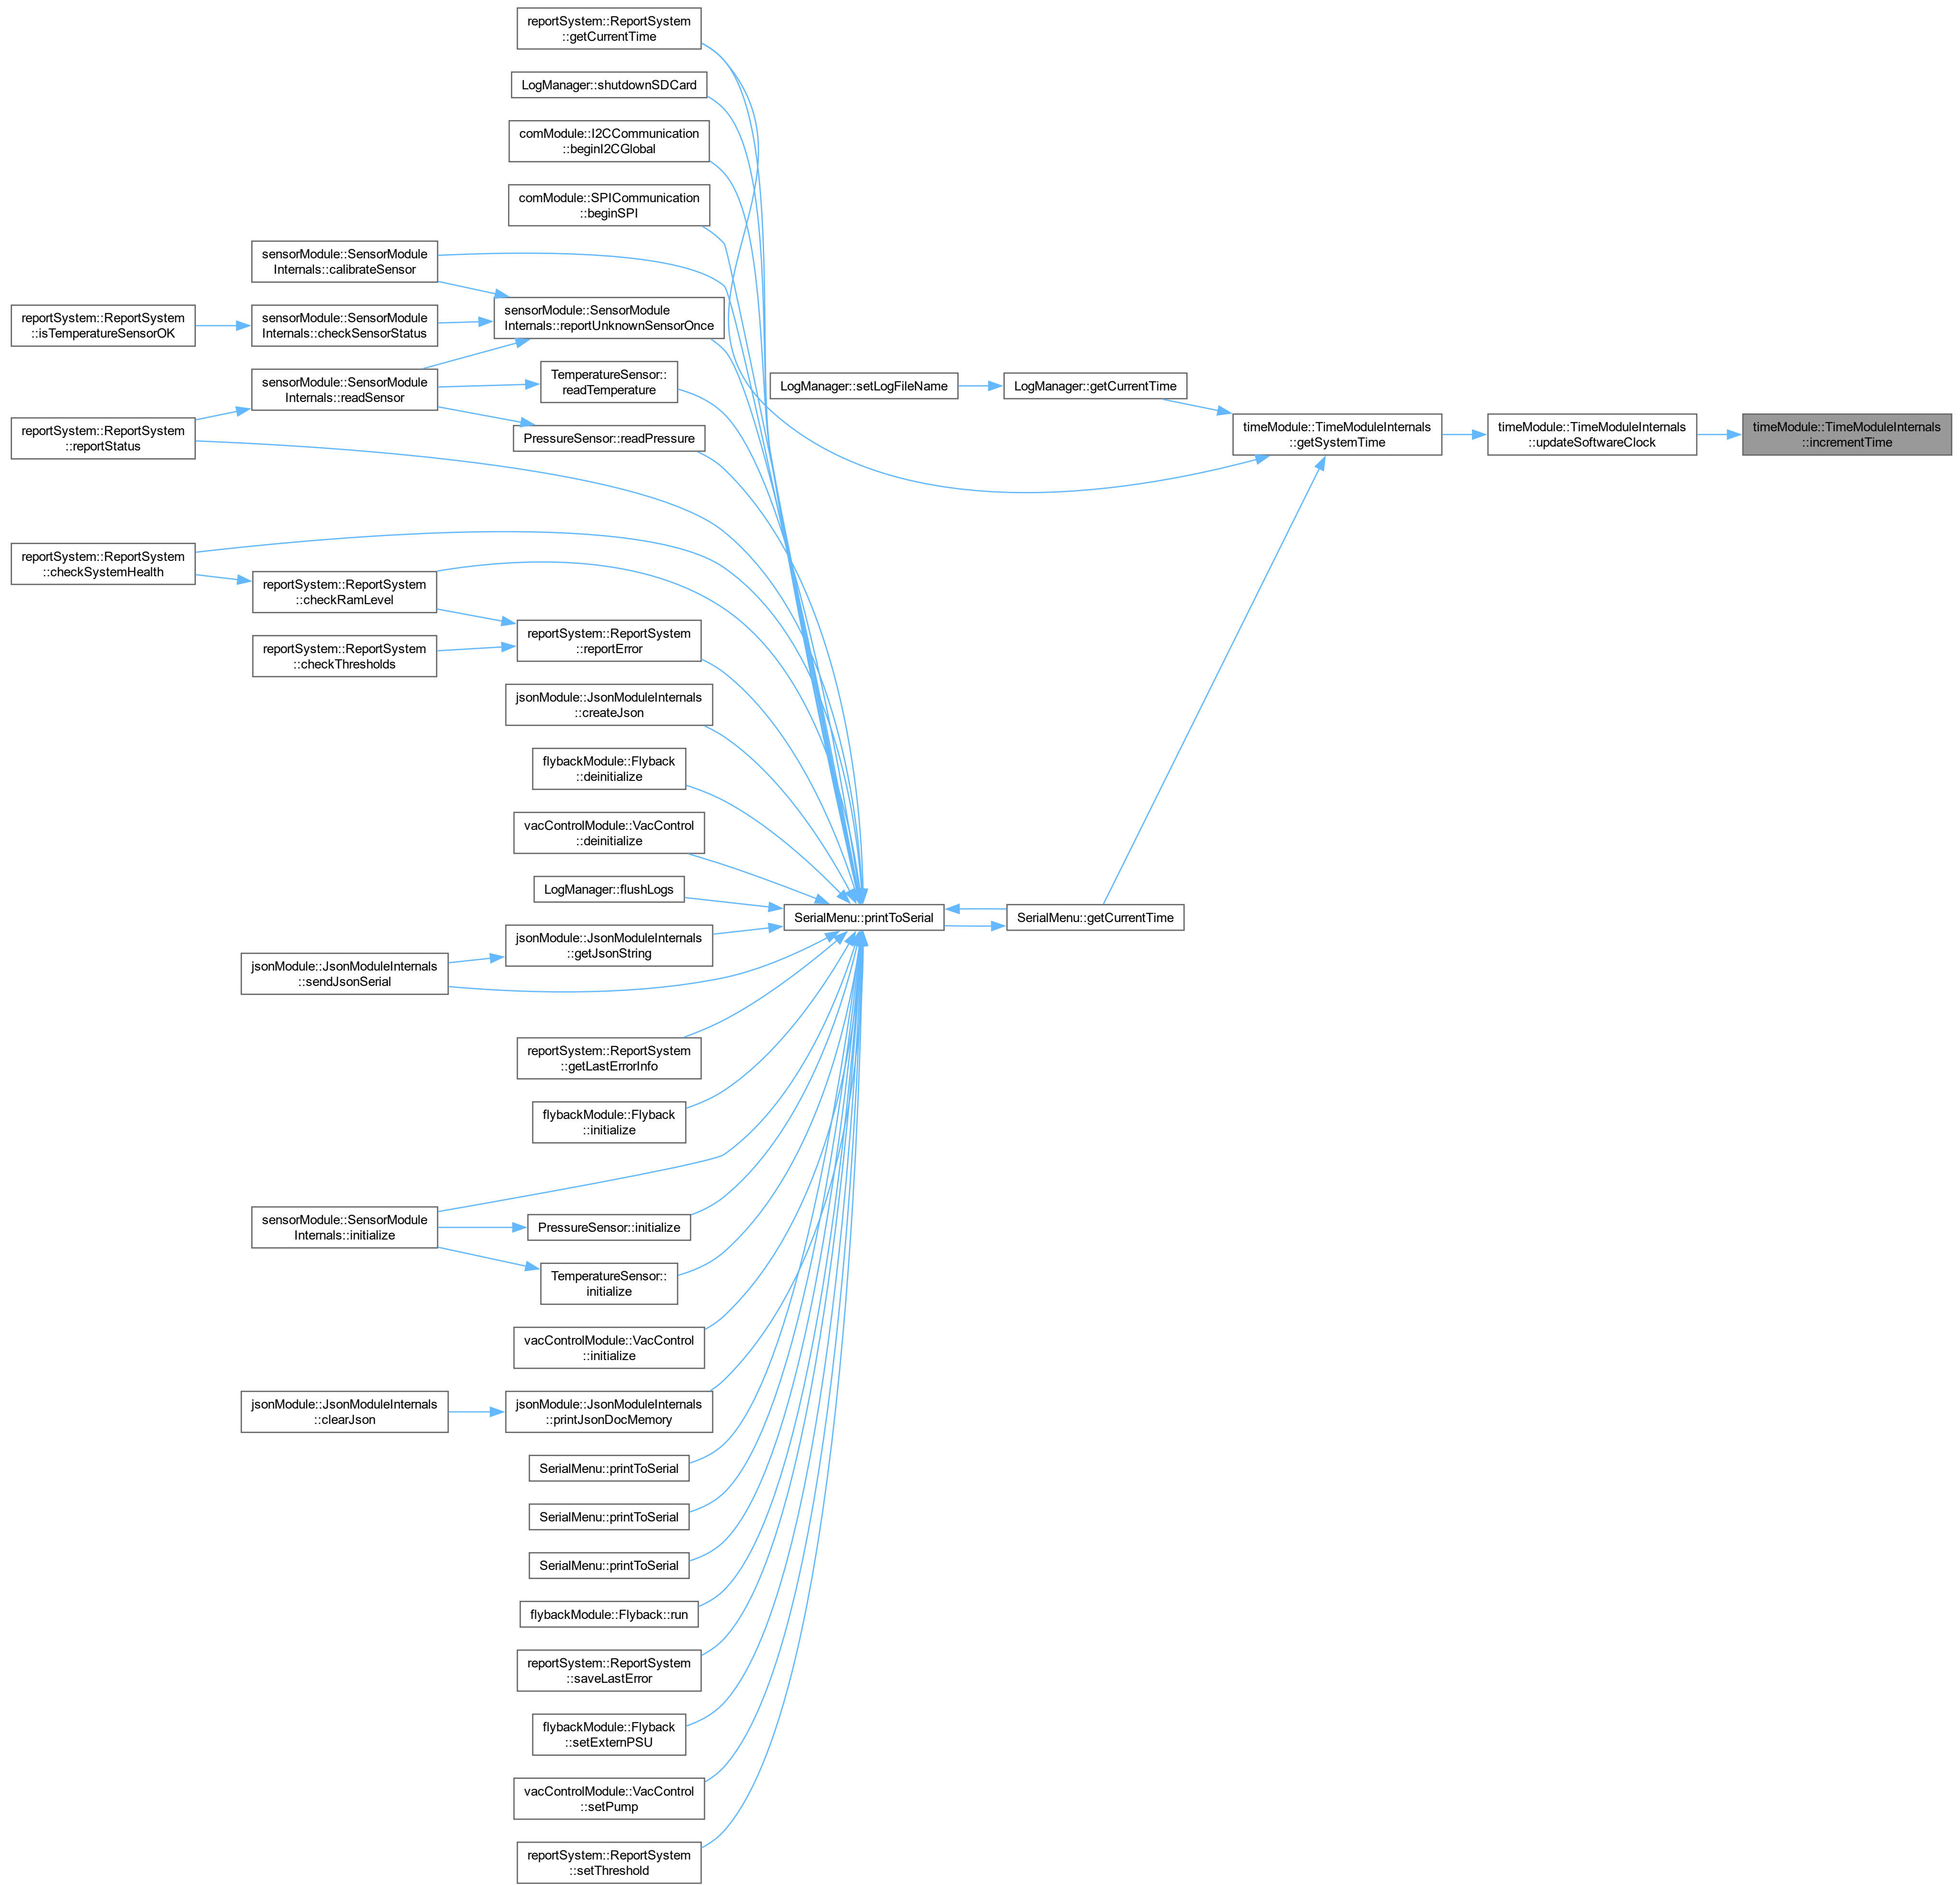 reportSystem::ReportSystem
::getCurrentTime
LogManager::shutdownSDCard
comModule::I2CCommunication
::beginI2CGlobal
comModule::SPICommunication
::beginSPI
sensorModule::SensorModule
Internals::calibrateSensor
sensorModule::SensorModule
Internals::reportUnknownSensorOnce
reportSystem::ReportSystem
::isTemperatureSensorOK
sensorModule::SensorModule
Internals::checkSensorStatus
TemperatureSensor::
readTemperature
sensorModule::SensorModule
Internals::readSensor
LogManager::setLogFileName
LogManager::getCurrentTime
reportSystem::ReportSystem
::reportStatus
PressureSensor::readPressure
timeModule::TimeModuleInternals
::getSystemTime
timeModule::TimeModuleInternals
::updateSoftwareClock
timeModule::TimeModuleInternals
::incrementTime
reportSystem::ReportSystem
::checkSystemHealth
reportSystem::ReportSystem
::checkRamLevel
reportSystem::ReportSystem
::reportError
reportSystem::ReportSystem
::checkThresholds
jsonModule::JsonModuleInternals
::createJson
flybackModule::Flyback
::deinitialize
vacControlModule::VacControl
::deinitialize
LogManager::flushLogs
SerialMenu::printToSerial
SerialMenu::getCurrentTime
jsonModule::JsonModuleInternals
::getJsonString
jsonModule::JsonModuleInternals
::sendJsonSerial
reportSystem::ReportSystem
::getLastErrorInfo
flybackModule::Flyback
::initialize
sensorModule::SensorModule
Internals::initialize
PressureSensor::initialize
TemperatureSensor::
initialize
vacControlModule::VacControl
::initialize
jsonModule::JsonModuleInternals
::clearJson
jsonModule::JsonModuleInternals
::printJsonDocMemory
SerialMenu::printToSerial
SerialMenu::printToSerial
SerialMenu::printToSerial
flybackModule::Flyback::run
reportSystem::ReportSystem
::saveLastError
flybackModule::Flyback
::setExternPSU
vacControlModule::VacControl
::setPump
reportSystem::ReportSystem
::setThreshold